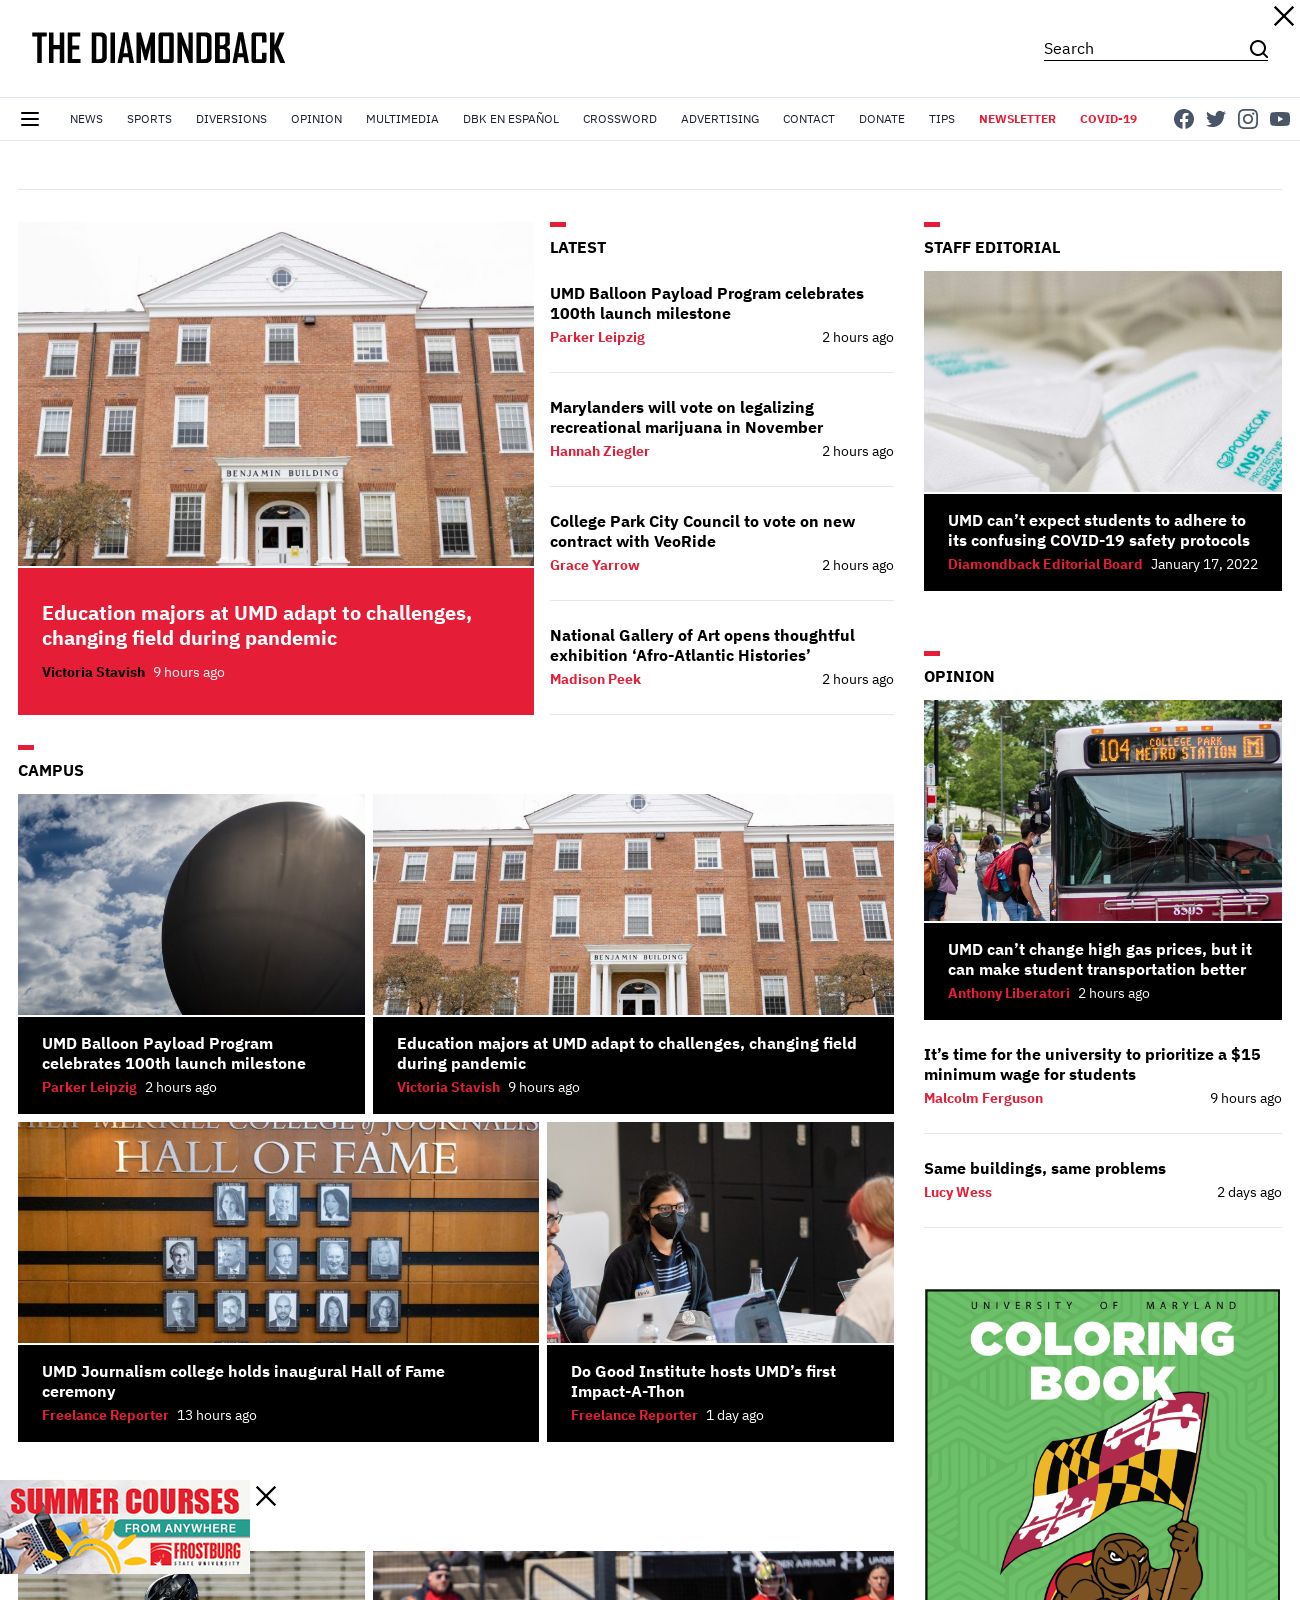 THE DIAMONDBACK
Search
NEWS SPORTS DIVERSIONS OPINION MULTIMEDIA DBK EN ESPAÑOL CROSSWORD ADVERTISING CONTACT DONATE TIPS NEWSLETTER COVID-19
BENJAMIN BUILDING
Education majors at UMD adapt to challenges,
changing field during pandemic
Victoria Stavish 9 hours ago
LATEST
UMD Balloon Payload Program celebrates
100th launch milestone
Parker Leipzig 2 hours ago
Marylanders will vote on legalizing
recreational marijuana in November
Hannah Ziegler 2 hours ago
College Park City Council to vote on new
contract with VeoRide
Grace Yarrow 2 hours ago
National Gallery of Art opens thoughtful
exhibition ‘Afro-Atlantic Histories’
Madison Peek 2 hours ago
STAFF EDITORIAL
POWECOM
KN95
UMD can’t expect students to adhere to
its confusing COVID-19 safety protocols
Diamondback Editorial Board January 17, 2022
OPINION
104 COLLEGE PARK
METRO STATION M
8505
UMD can’t change high gas prices, but it
can make student transportation better
Anthony Liberatori 2 hours ago
It’s time for the university to prioritize a $15
minimum wage for students
Malcolm Ferguson 9 hours ago
Same buildings, same problems
Lucy Wess 2 days ago
CAMPUS
UMD Balloon Payload Program
celebrates 100th launch milestone
Parker Leipzig 2 hours ago
BENJAMIN BUILDING
Education majors at UMD adapt to challenges, changing field
during pandemic
Victoria Stavish 9 hours ago
MERRILL COLLEGE of JOURNALIS
HALL OF FAME
UMD Journalism college holds inaugural Hall of Fame
ceremony
Freelance Reporter 13 hours ago
Do Good Institute hosts UMD’s first
Impact-A-Thon
Freelance Reporter 1 day ago
UNIVERSITY OF MARYLAND
COLORING
BOOK
SUMMER COURSES
FROM ANYWHERE
FROSTBURG
STATE UNIVERSITY
UNDER ARMOUR UNDER